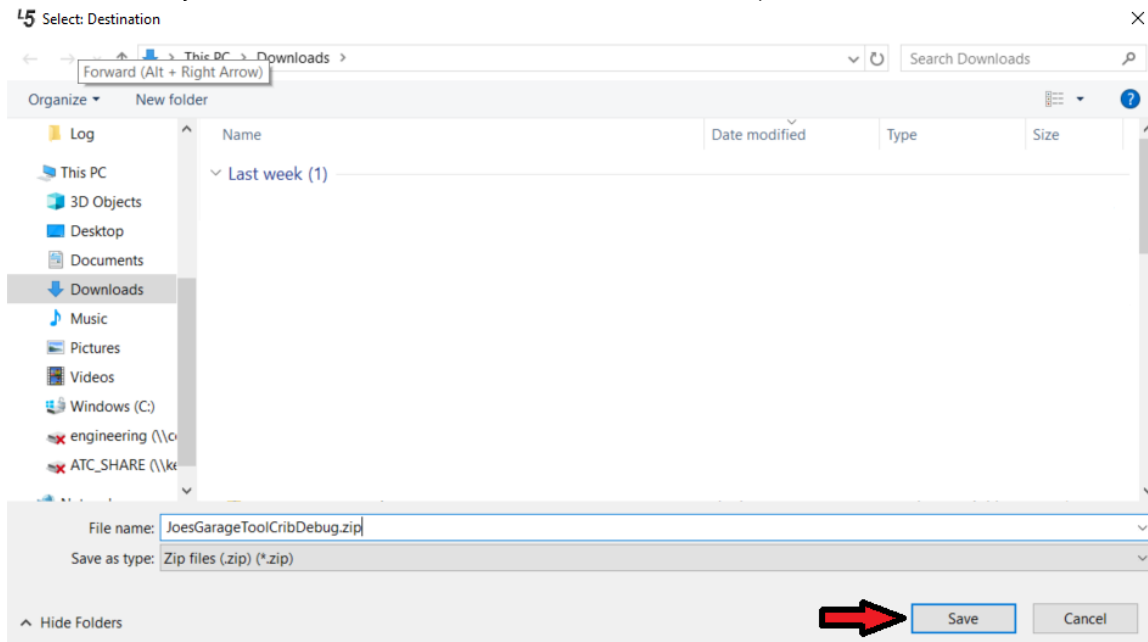 L5 Select: Destination
This PC > Downloads >
Search Downloads
Forward (Alt + Right Arrow)
Organize
New folder
Log
Name
Date modified
Type
Size
This PC
Last week (1)
3D Objects
Desktop
Documents
Downloads
Music
Pictures
Videos
Windows (C:)
engineering (\\c
ATC_SHARE (\\ke
File name: JoesGarageToolCribDebug.zip
Save as type: Zip files (.zip) (*.zip)
Hide Folders
Save
Cancel